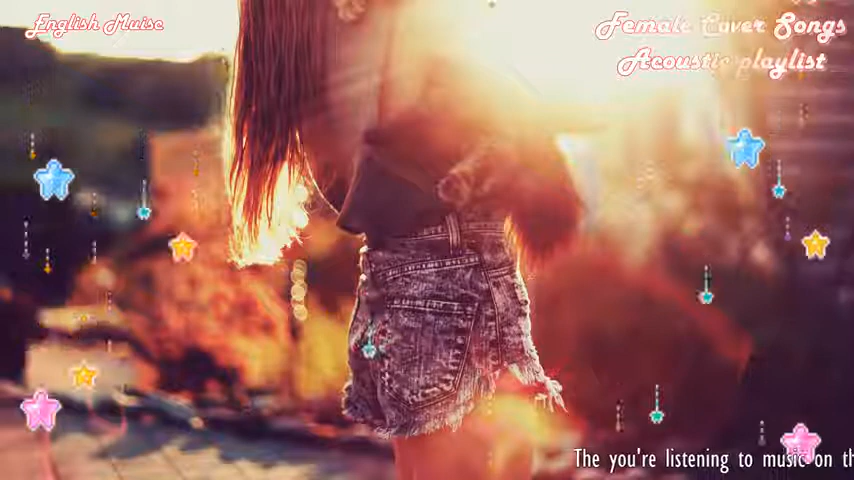 English Muisc
Female Cover Songs
Acoustic playlist
The you're listening to music on th